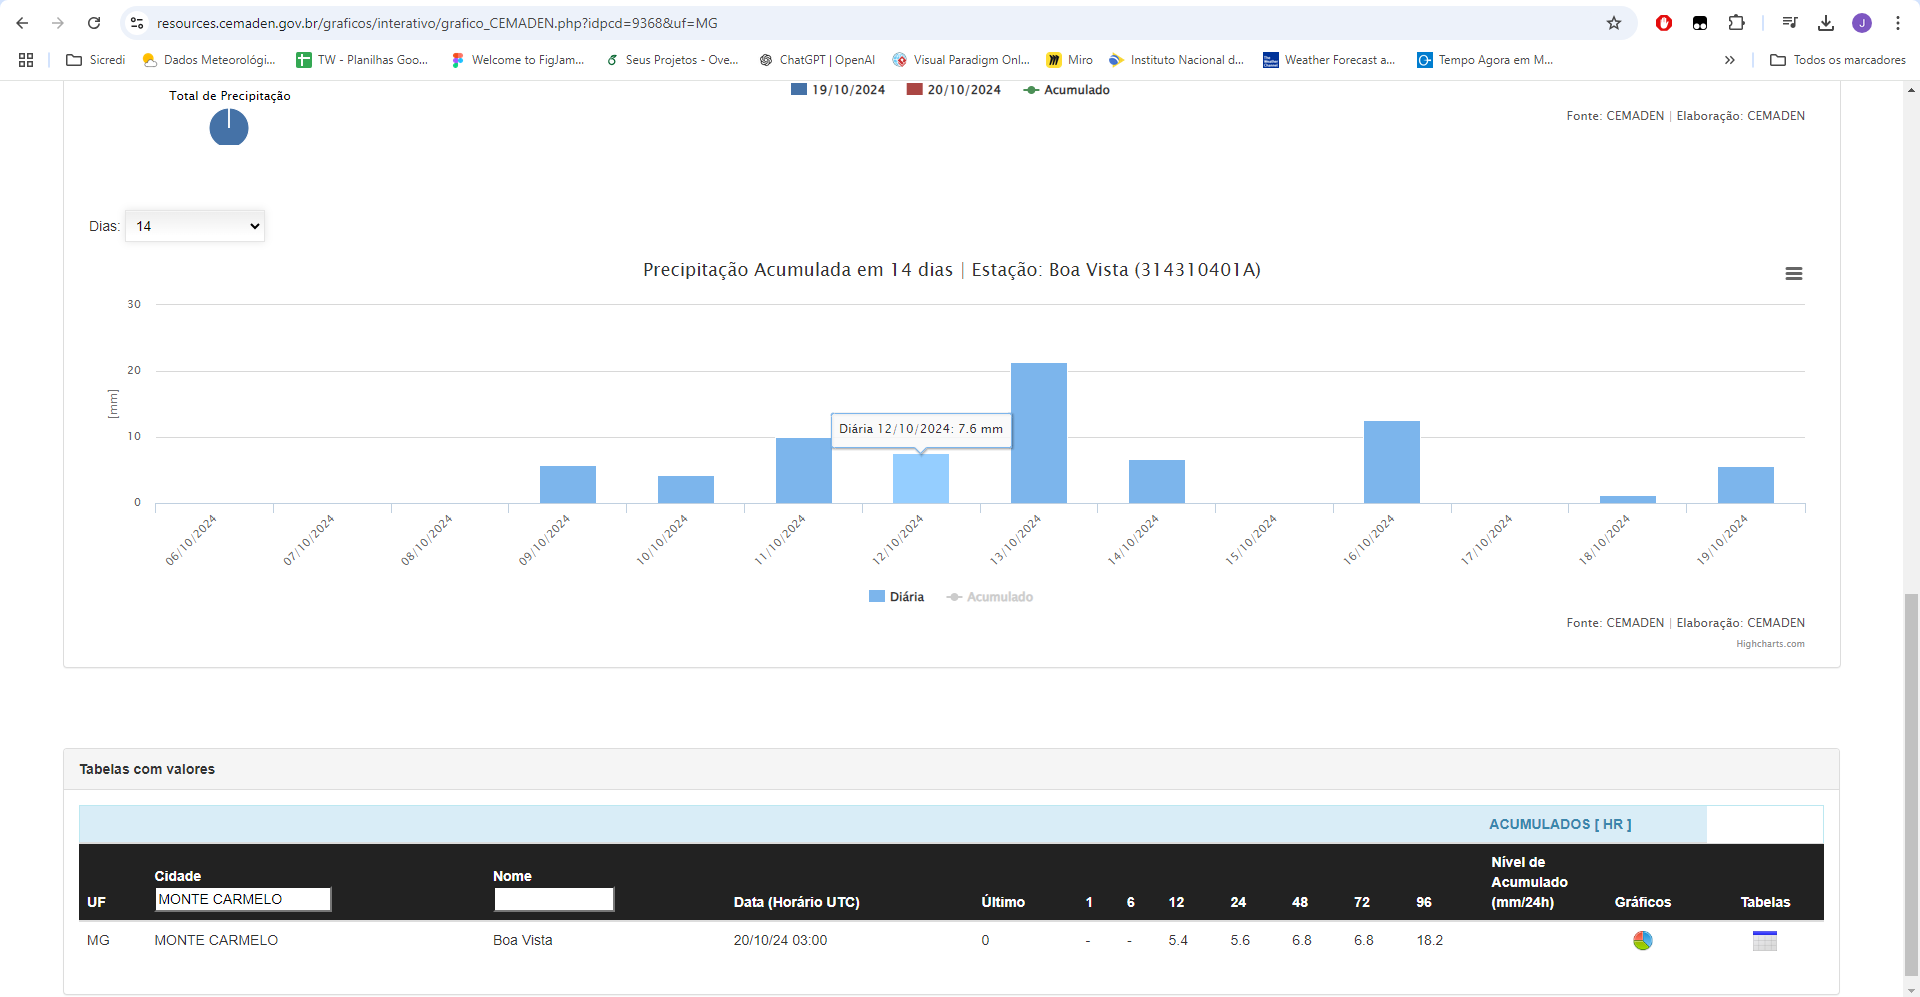 resources.cemaden.gov.br/graficos/interativo/grafico_CEMADEN.php?idpcd=9368&uf=MG
J
Sicredi Dados Meteorológi... TW - Planilhas Goo... Welcome to FigJam... Seus Projetos - Ove... ChatGPT | OpenAI Visual Paradigm Onl... Miro Instituto Nacional d... Weather Forecast a... Tempo Agora em M... » Todos os marcadores
Total de Precipitação
19/10/2024 20/10/2024 Acumulado
Fonte: CEMADEN | Elaboração: CEMADEN
Dias: 14
Precipitação Acumulada em 14 dias | Estação: Boa Vista (314310401A)
30
20
[mm]
10
0
Diária 12/10/2024: 7.6 mm
06/10/2024 07/10/2024 08/10/2024 09/10/2024 10/10/2024 11/10/2024 12/10/2024 13/10/2024 14/10/2024 15/10/2024 16/10/2024 17/10/2024 18/10/2024 19/10/2024
Diária Acumulado
Fonte: CEMADEN | Elaboração: CEMADEN
Highcharts.com
Tabelas com valores
ACUMULADOS [ HR ]
UF Cidade Nome Data (Horário UTC) Último 1 6 12 24 48 72 96 Nível de Acumulado (mm/24h) Gráficos Tabelas
MONTE CARMELO
MG MONTE CARMELO Boa Vista 20/10/24 03:00 0 - - 5.4 5.6 6.8 6.8 18.2